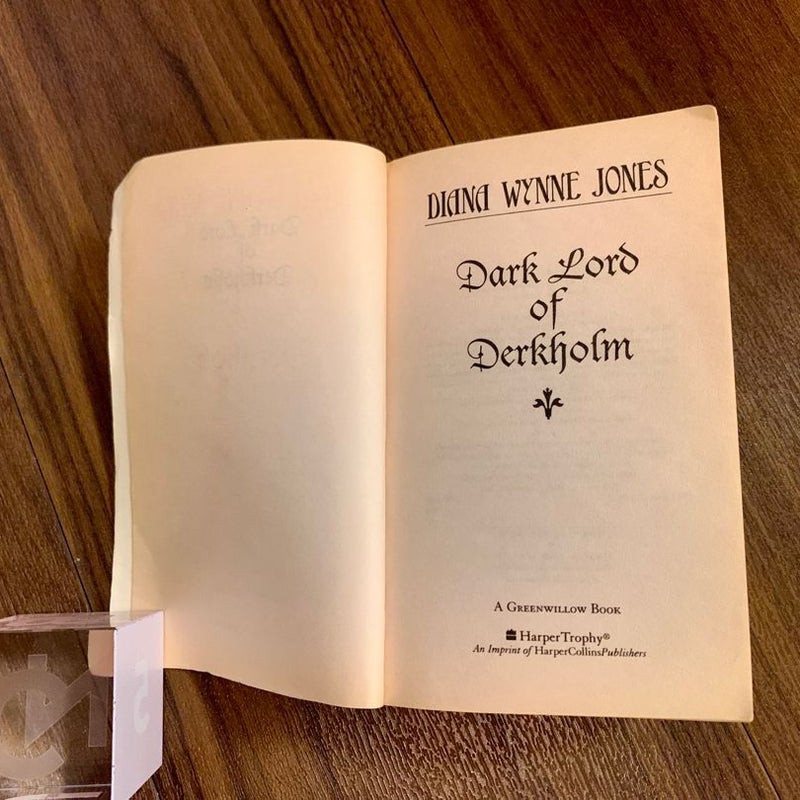 DIANA WYNNE JONES
Dark Lord
of
Derkholm
A GREENWILLOW BOOK
HarperTrophy®
An Imprint of HarperCollinsPublishers